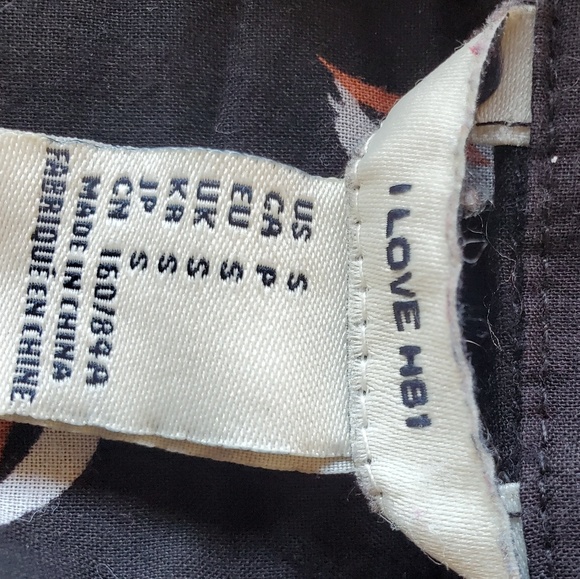 I LOVE H81
US S
CA P
EU S
UK S
KR S
JP S
CN 160/84A
MADE IN CHINA
FABRIQUÉ EN CHINE